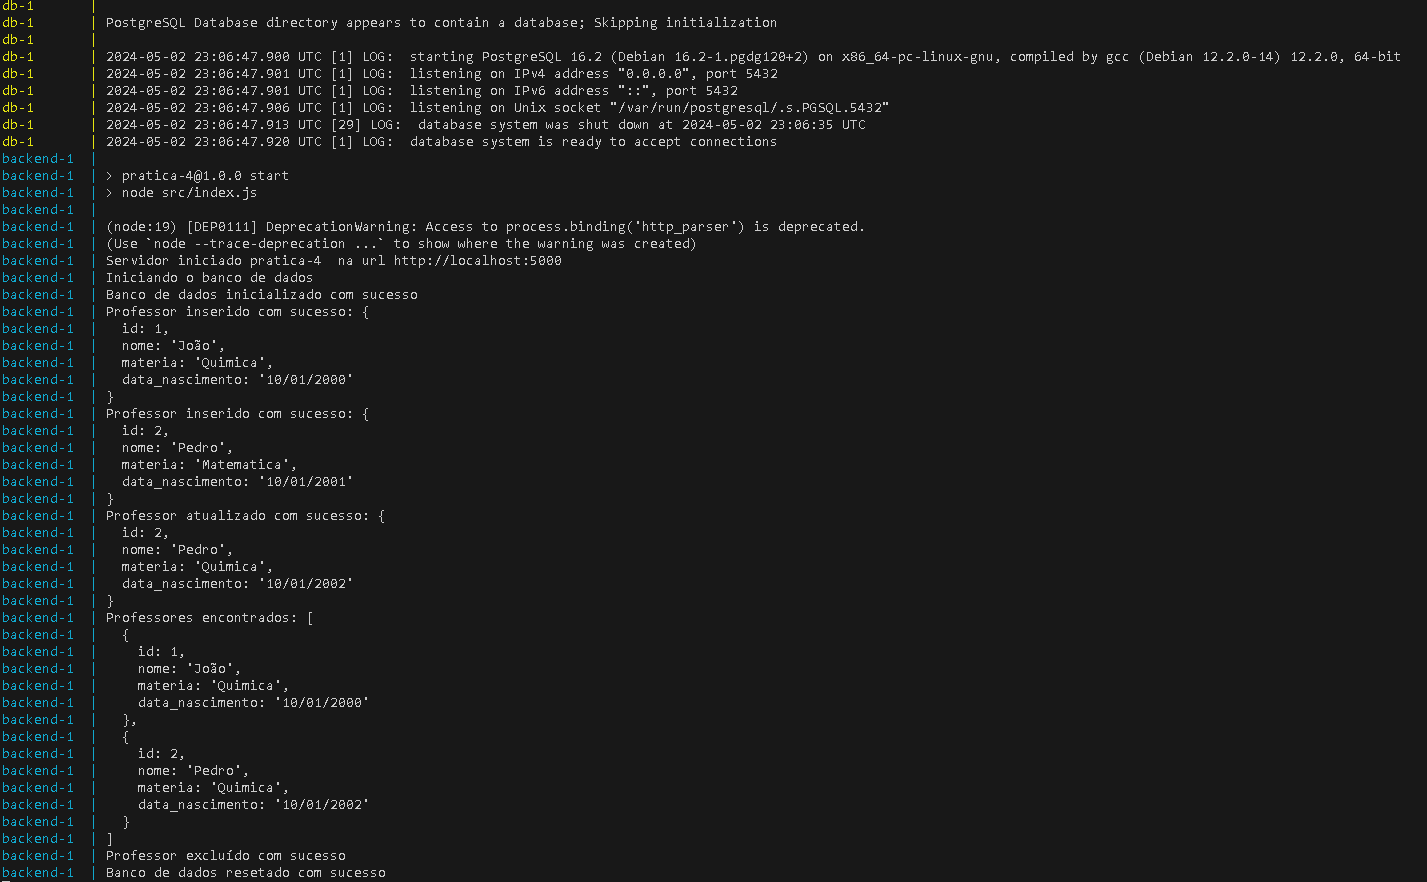 db-1         |
db-1         | PostgreSQL Database directory appears to contain a database; Skipping initialization
db-1         |
db-1         | 2024-05-02 23:06:47.900 UTC [1] LOG:  starting PostgreSQL 16.2 (Debian 16.2-1.pgdg120+2) on x86_64-pc-linux-gnu, compiled by gcc (Debian 12.2.0-14) 12.2.0, 64-bit
db-1         | 2024-05-02 23:06:47.901 UTC [1] LOG:  listening on IPv4 address "0.0.0.0", port 5432
db-1         | 2024-05-02 23:06:47.901 UTC [1] LOG:  listening on IPv6 address "::", port 5432
db-1         | 2024-05-02 23:06:47.906 UTC [1] LOG:  listening on Unix socket "/var/run/postgresql/.s.PGSQL.5432"
db-1         | 2024-05-02 23:06:47.913 UTC [29] LOG:  database system was shut down at 2024-05-02 23:06:35 UTC
db-1         | 2024-05-02 23:06:47.920 UTC [1] LOG:  database system is ready to accept connections
backend-1  |
backend-1  | > pratica-4@1.0.0 start
backend-1  | > node src/index.js
backend-1  |
backend-1  | (node:19) [DEP0111] DeprecationWarning: Access to process.binding('http_parser') is deprecated.
backend-1  | (Use `node --trace-deprecation ...` to show where the warning was created)
backend-1  | Servidor iniciado pratica-4  na url http://localhost:5000
backend-1  | Iniciando o banco de dados
backend-1  | Banco de dados inicializado com sucesso
backend-1  | Professor inserido com sucesso: {
backend-1  |   id: 1,
backend-1  |   nome: 'João',
backend-1  |   materia: 'Quimica',
backend-1  |   data_nascimento: '10/01/2000'
backend-1  | }
backend-1  | Professor inserido com sucesso: {
backend-1  |   id: 2,
backend-1  |   nome: 'Pedro',
backend-1  |   materia: 'Matematica',
backend-1  |   data_nascimento: '10/01/2001'
backend-1  | }
backend-1  | Professor atualizado com sucesso: {
backend-1  |   id: 2,
backend-1  |   nome: 'Pedro',
backend-1  |   materia: 'Quimica',
backend-1  |   data_nascimento: '10/01/2002'
backend-1  | }
backend-1  | Professores encontrados: [
backend-1  |   {
backend-1  |     id: 1,
backend-1  |     nome: 'João',
backend-1  |     materia: 'Quimica',
backend-1  |     data_nascimento: '10/01/2000'
backend-1  |   },
backend-1  |   {
backend-1  |     id: 2,
backend-1  |     nome: 'Pedro',
backend-1  |     materia: 'Quimica',
backend-1  |     data_nascimento: '10/01/2002'
backend-1  |   }
backend-1  | ]
backend-1  | Professor excluído com sucesso
backend-1  | Banco de dados resetado com sucesso